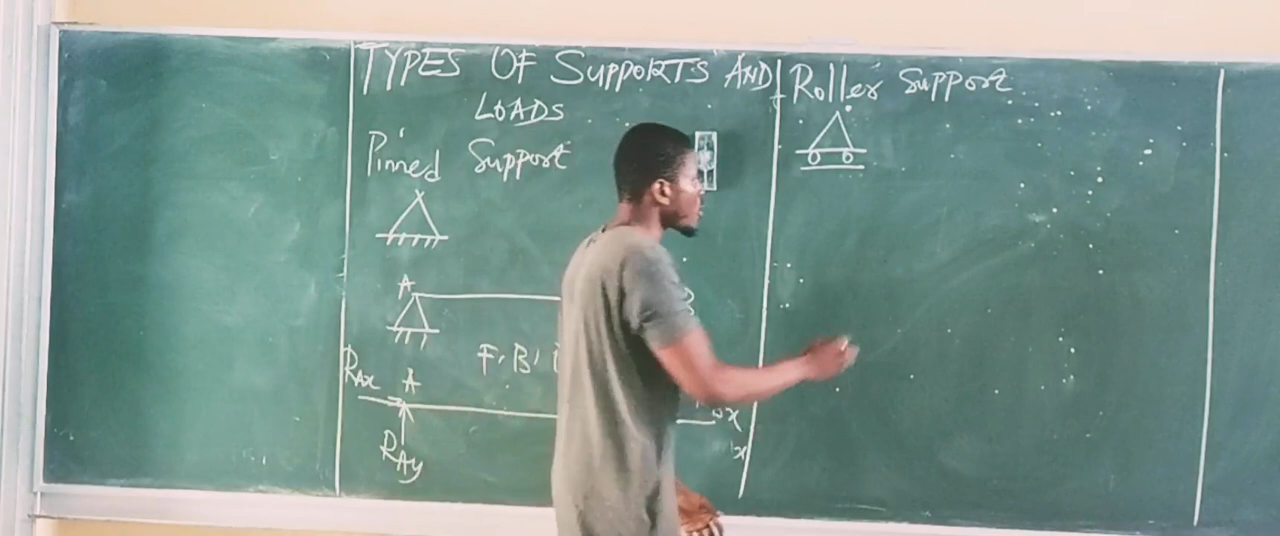 TYPES OF SUPPORTS AND
LOADS
Pinned Support
A
F.B.
RAx A
RAy
x
Roller Support